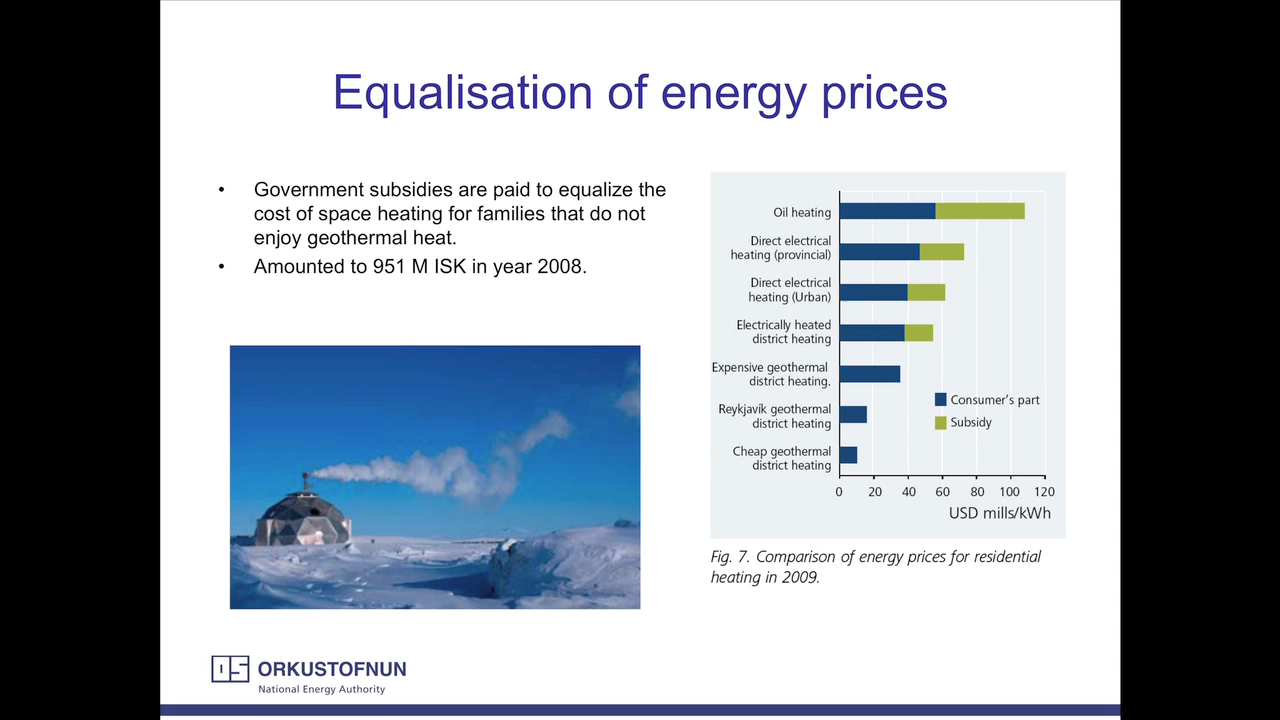 Equalisation of energy prices
• Government subsidies are paid to equalize the
cost of space heating for families that do not
enjoy geothermal heat.
• Amounted to 951 M ISK in year 2008.
Oil heating
Direct electrical
heating (provincial)
Direct electrical
heating (Urban)
Electrically heated
district heating
Expensive geothermal
district heating.
Reykjavík geothermal
district heating
Cheap geothermal
district heating
Consumer's part
Subsidy
0 20 40 60 80 100 120
USD mills/kWh
Fig. 7. Comparison of energy prices for residential
heating in 2009.
OS ORKUSTOFNUN
National Energy Authority